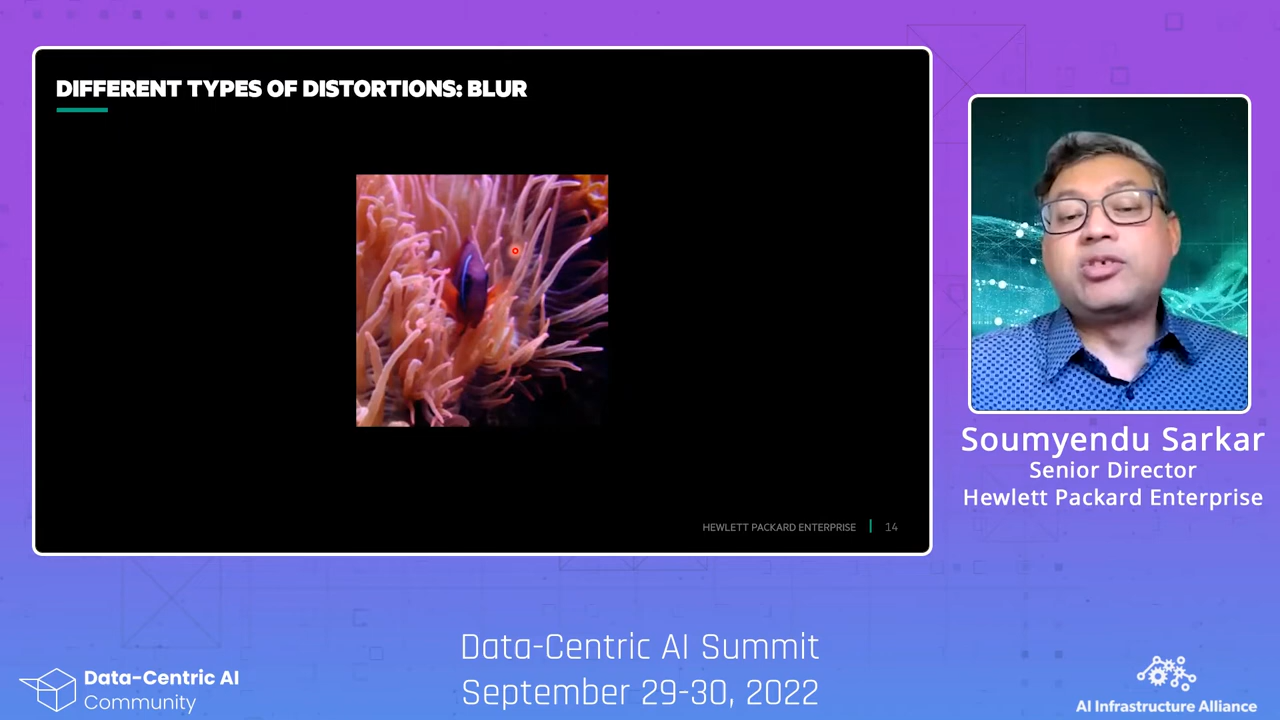 DIFFERENT TYPES OF DISTORTIONS: BLUR
HEWLETT PACKARD ENTERPRISE 14
Soumyendu Sarkar
Senior Director
Hewlett Packard Enterprise
Data-Centric AI Summit
September 29-30, 2022
Data-Centric AI
Community
AI Infrastructure Alliance